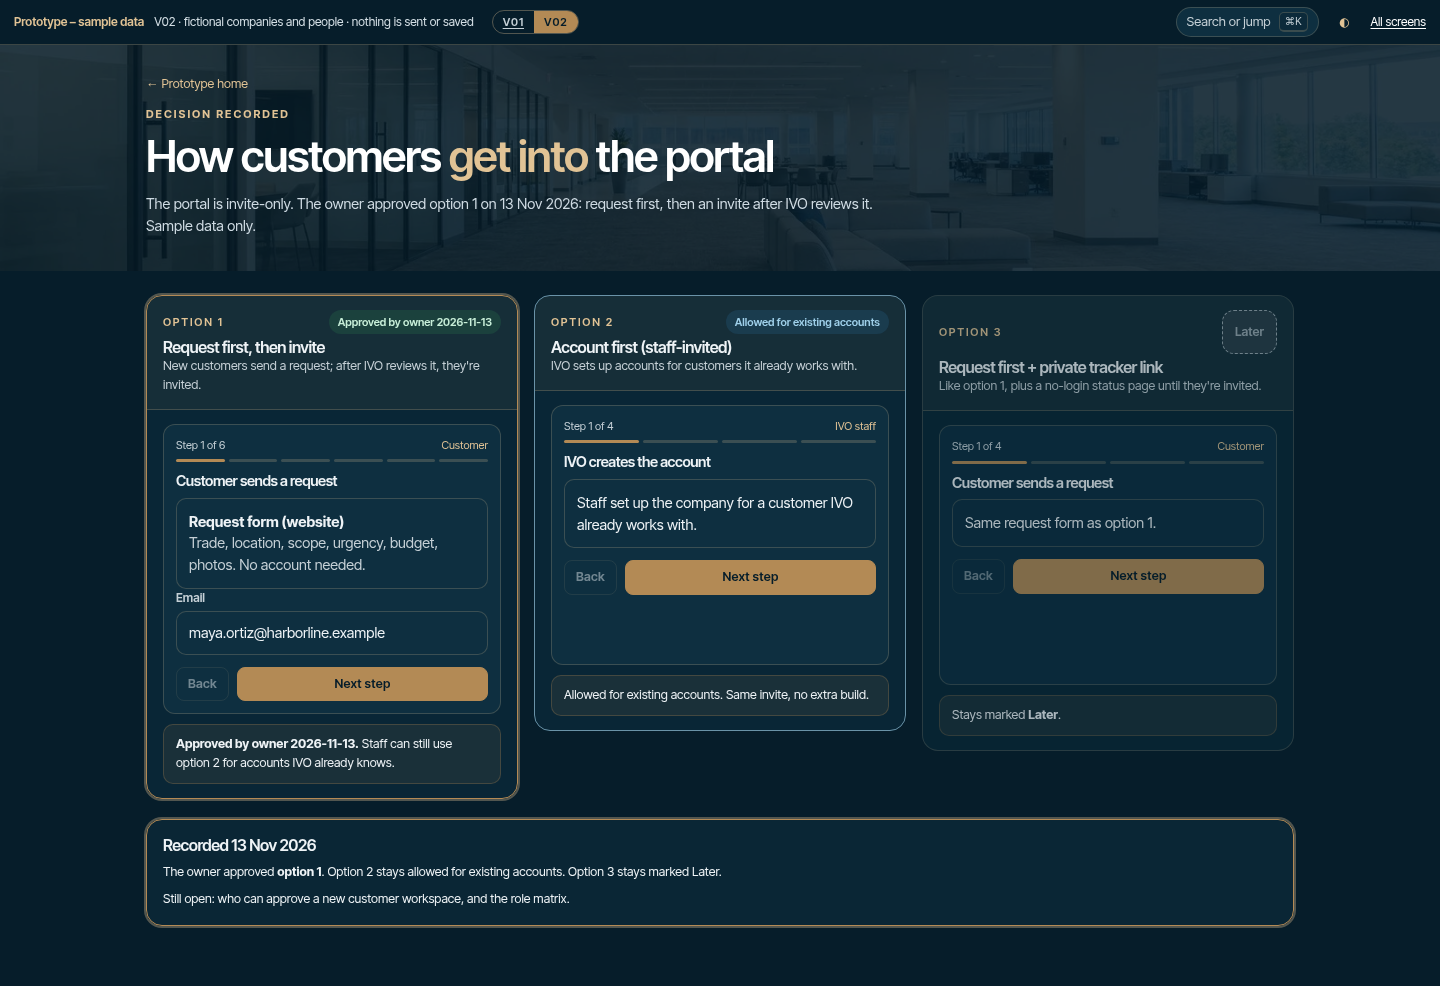 Prototype – sample data V02 · fictional companies and people · nothing is sent or saved V01 V02 Search or jump ⌘K All screens
← Prototype home
DECISION RECORDED
How customers get into the portal
The portal is invite-only. The owner approved option 1 on 13 Nov 2026: request first, then an invite after IVO reviews it.
Sample data only.
OPTION 1 Approved by owner 2026-11-13
Request first, then invite
New customers send a request; after IVO reviews it, they're
invited.
Step 1 of 6 Customer
Customer sends a request
Request form (website)
Trade, location, scope, urgency, budget,
photos. No account needed.
Email
maya.ortiz@harborline.example
Back Next step
Approved by owner 2026-11-13. Staff can still use
option 2 for accounts IVO already knows.
OPTION 2 Allowed for existing accounts
Account first (staff-invited)
IVO sets up accounts for customers it already works with.
Step 1 of 4 IVO staff
IVO creates the account
Staff set up the company for a customer IVO
already works with.
Back Next step
Allowed for existing accounts. Same invite, no extra build.
OPTION 3 Later
Request first + private tracker link
Like option 1, plus a no-login status page until they're invited.
Step 1 of 4 Customer
Customer sends a request
Same request form as option 1.
Back Next step
Stays marked Later.
Recorded 13 Nov 2026
The owner approved option 1. Option 2 stays allowed for existing accounts. Option 3 stays marked Later.
Still open: who can approve a new customer workspace, and the role matrix.